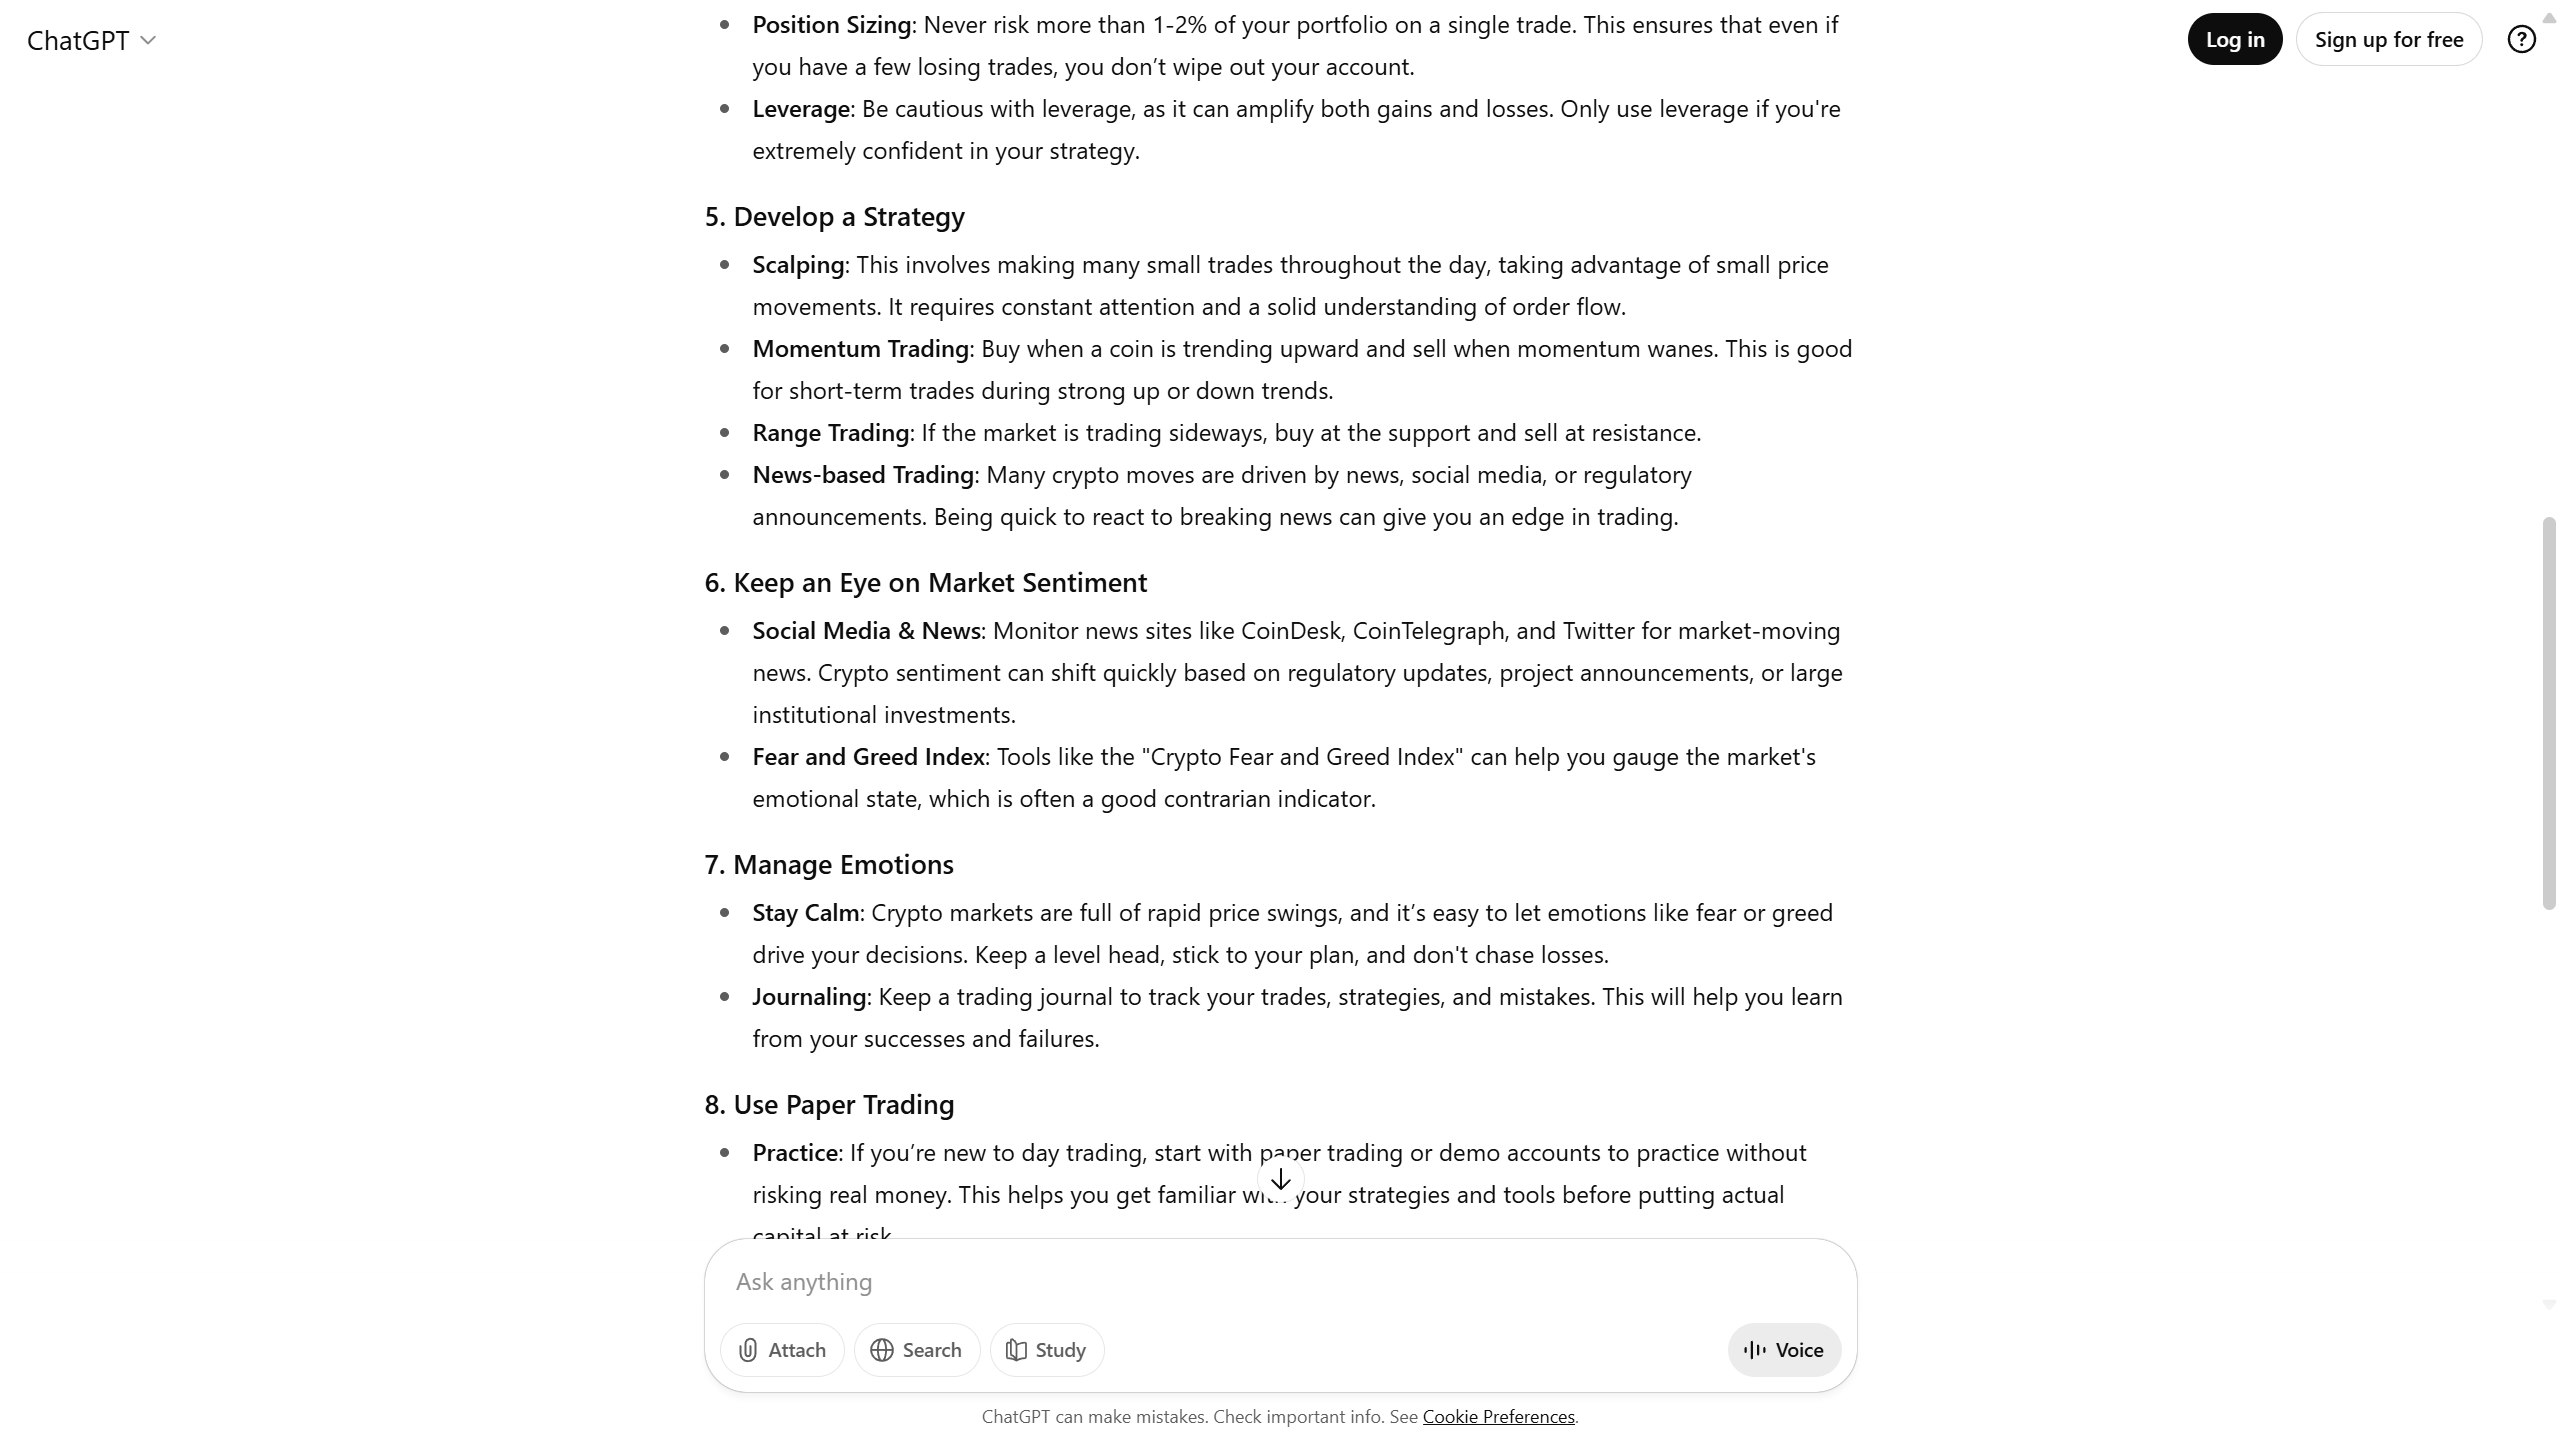 ChatGPT
Log in
Sign up for free
Position Sizing: Never risk more than 1-2% of your portfolio on a single trade. This ensures that even if
you have a few losing trades, you don’t wipe out your account.
Leverage: Be cautious with leverage, as it can amplify both gains and losses. Only use leverage if you're
extremely confident in your strategy.
5. Develop a Strategy
Scalping: This involves making many small trades throughout the day, taking advantage of small price
movements. It requires constant attention and a solid understanding of order flow.
Momentum Trading: Buy when a coin is trending upward and sell when momentum wanes. This is good
for short-term trades during strong up or down trends.
Range Trading: If the market is trading sideways, buy at the support and sell at resistance.
News-based Trading: Many crypto moves are driven by news, social media, or regulatory
announcements. Being quick to react to breaking news can give you an edge in trading.
6. Keep an Eye on Market Sentiment
Social Media & News: Monitor news sites like CoinDesk, CoinTelegraph, and Twitter for market-moving
news. Crypto sentiment can shift quickly based on regulatory updates, project announcements, or large
institutional investments.
Fear and Greed Index: Tools like the "Crypto Fear and Greed Index" can help you gauge the market's
emotional state, which is often a good contrarian indicator.
7. Manage Emotions
Stay Calm: Crypto markets are full of rapid price swings, and it’s easy to let emotions like fear or greed
drive your decisions. Keep a level head, stick to your plan, and don't chase losses.
Journaling: Keep a trading journal to track your trades, strategies, and mistakes. This will help you learn
from your successes and failures.
8. Use Paper Trading
Practice: If you’re new to day trading, start with paper trading or demo accounts to practice without
risking real money. This helps you get familiar with your strategies and tools before putting actual
capital at risk.
Ask anything
Attach
Search
Study
Voice
ChatGPT can make mistakes. Check important info. See Cookie Preferences.